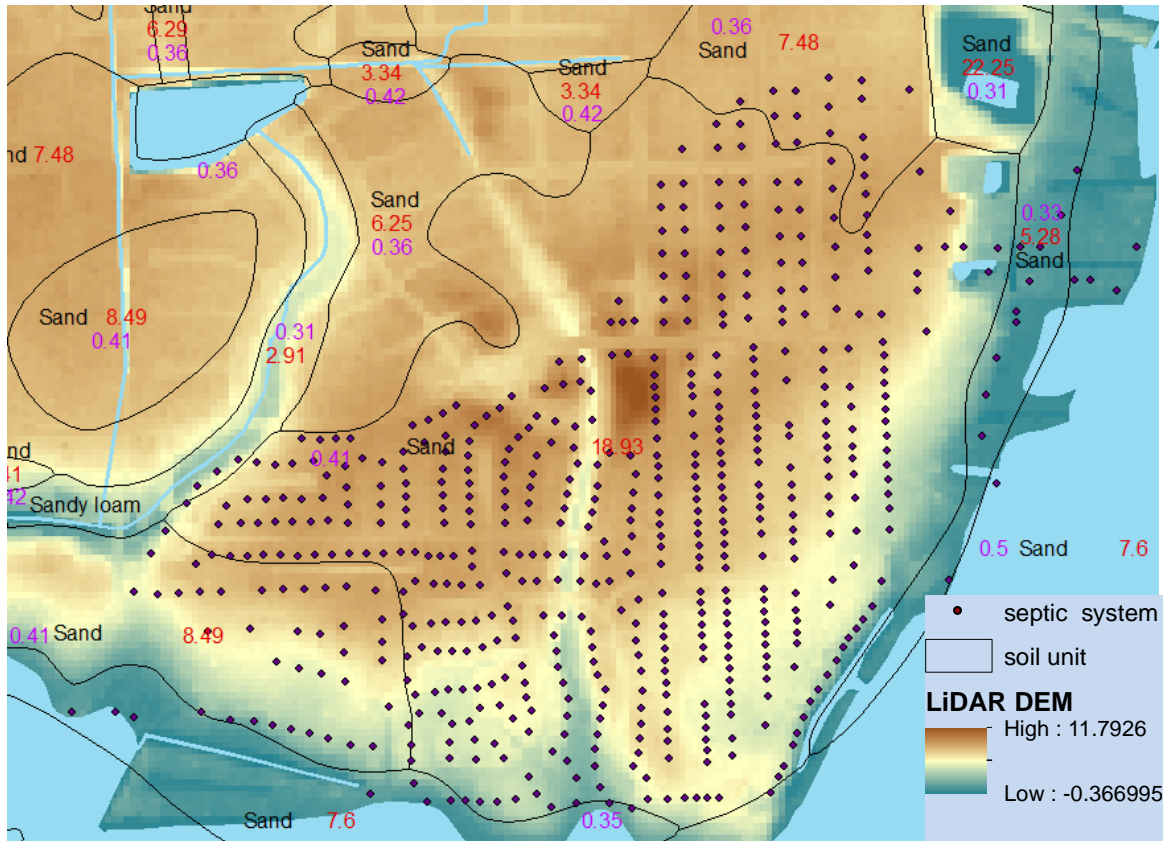 Sand
6.29
0.36
Sand
3.34
0.42
Sand
3.34
0.42
0.36
Sand 7.48
Sand
22.25
0.31
nd 7.48
0.36
Sand
6.25
0.36
0.33
5.28
Sand
Sand 8.49
0.41
0.31
2.91
Sand
0.41
18.93
nd
41
42
Sandy loam
0.5 Sand 7.6
0.41 Sand 8.49
Sand 7.6
0.35
septic system
soil unit
LiDAR DEM
High : 11.7926
Low : -0.366995